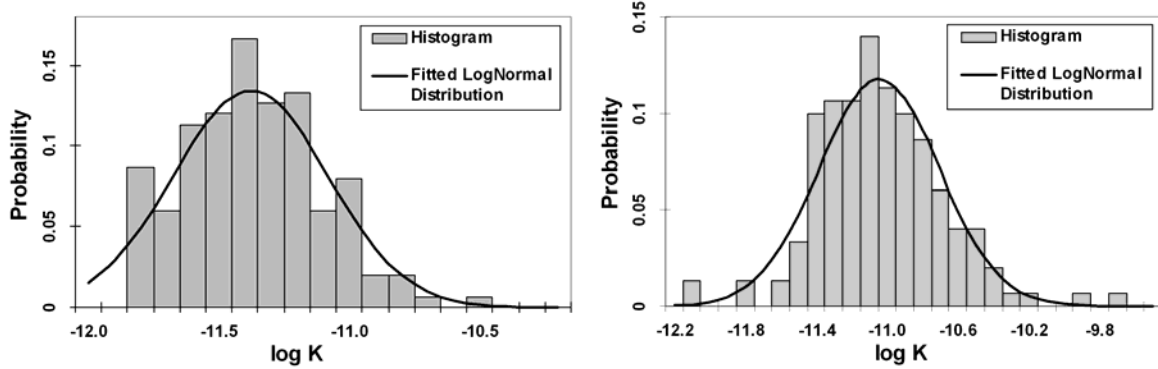 Probability
0.15
0.1
0.05
0
-12.0 -11.5 -11.0 -10.5
log K
Histogram
Fitted LogNormal
Distribution
Probability
0.15
0.1
0.05
0
-12.2 -11.8 -11.4 -11.0 -10.6 -10.2 -9.8
log K
Histogram
Fitted LogNormal
Distribution